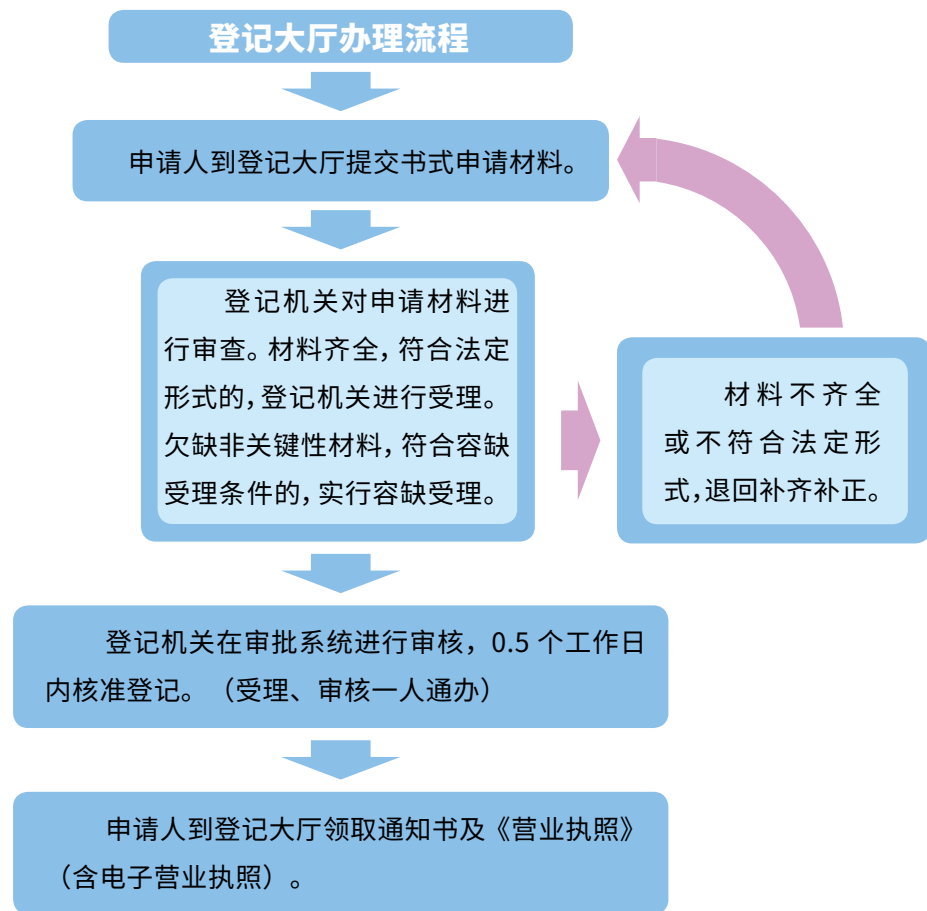 登记大厅办理流程
申请人到登记大厅提交书式申请材料。
登记机关对申请材料进
行审查。材料齐全，符合法定
形式的，登记机关进行受理。
欠缺非关键性材料，符合容缺
受理条件的，实行容缺受理。
材料不齐全
或不符合法定形
式，退回补齐补正。
登记机关在审批系统进行审核，0.5 个工作日
内核准登记。（受理、审核一人通办）
申请人到登记大厅领取通知书及《营业执照》
（含电子营业执照）。